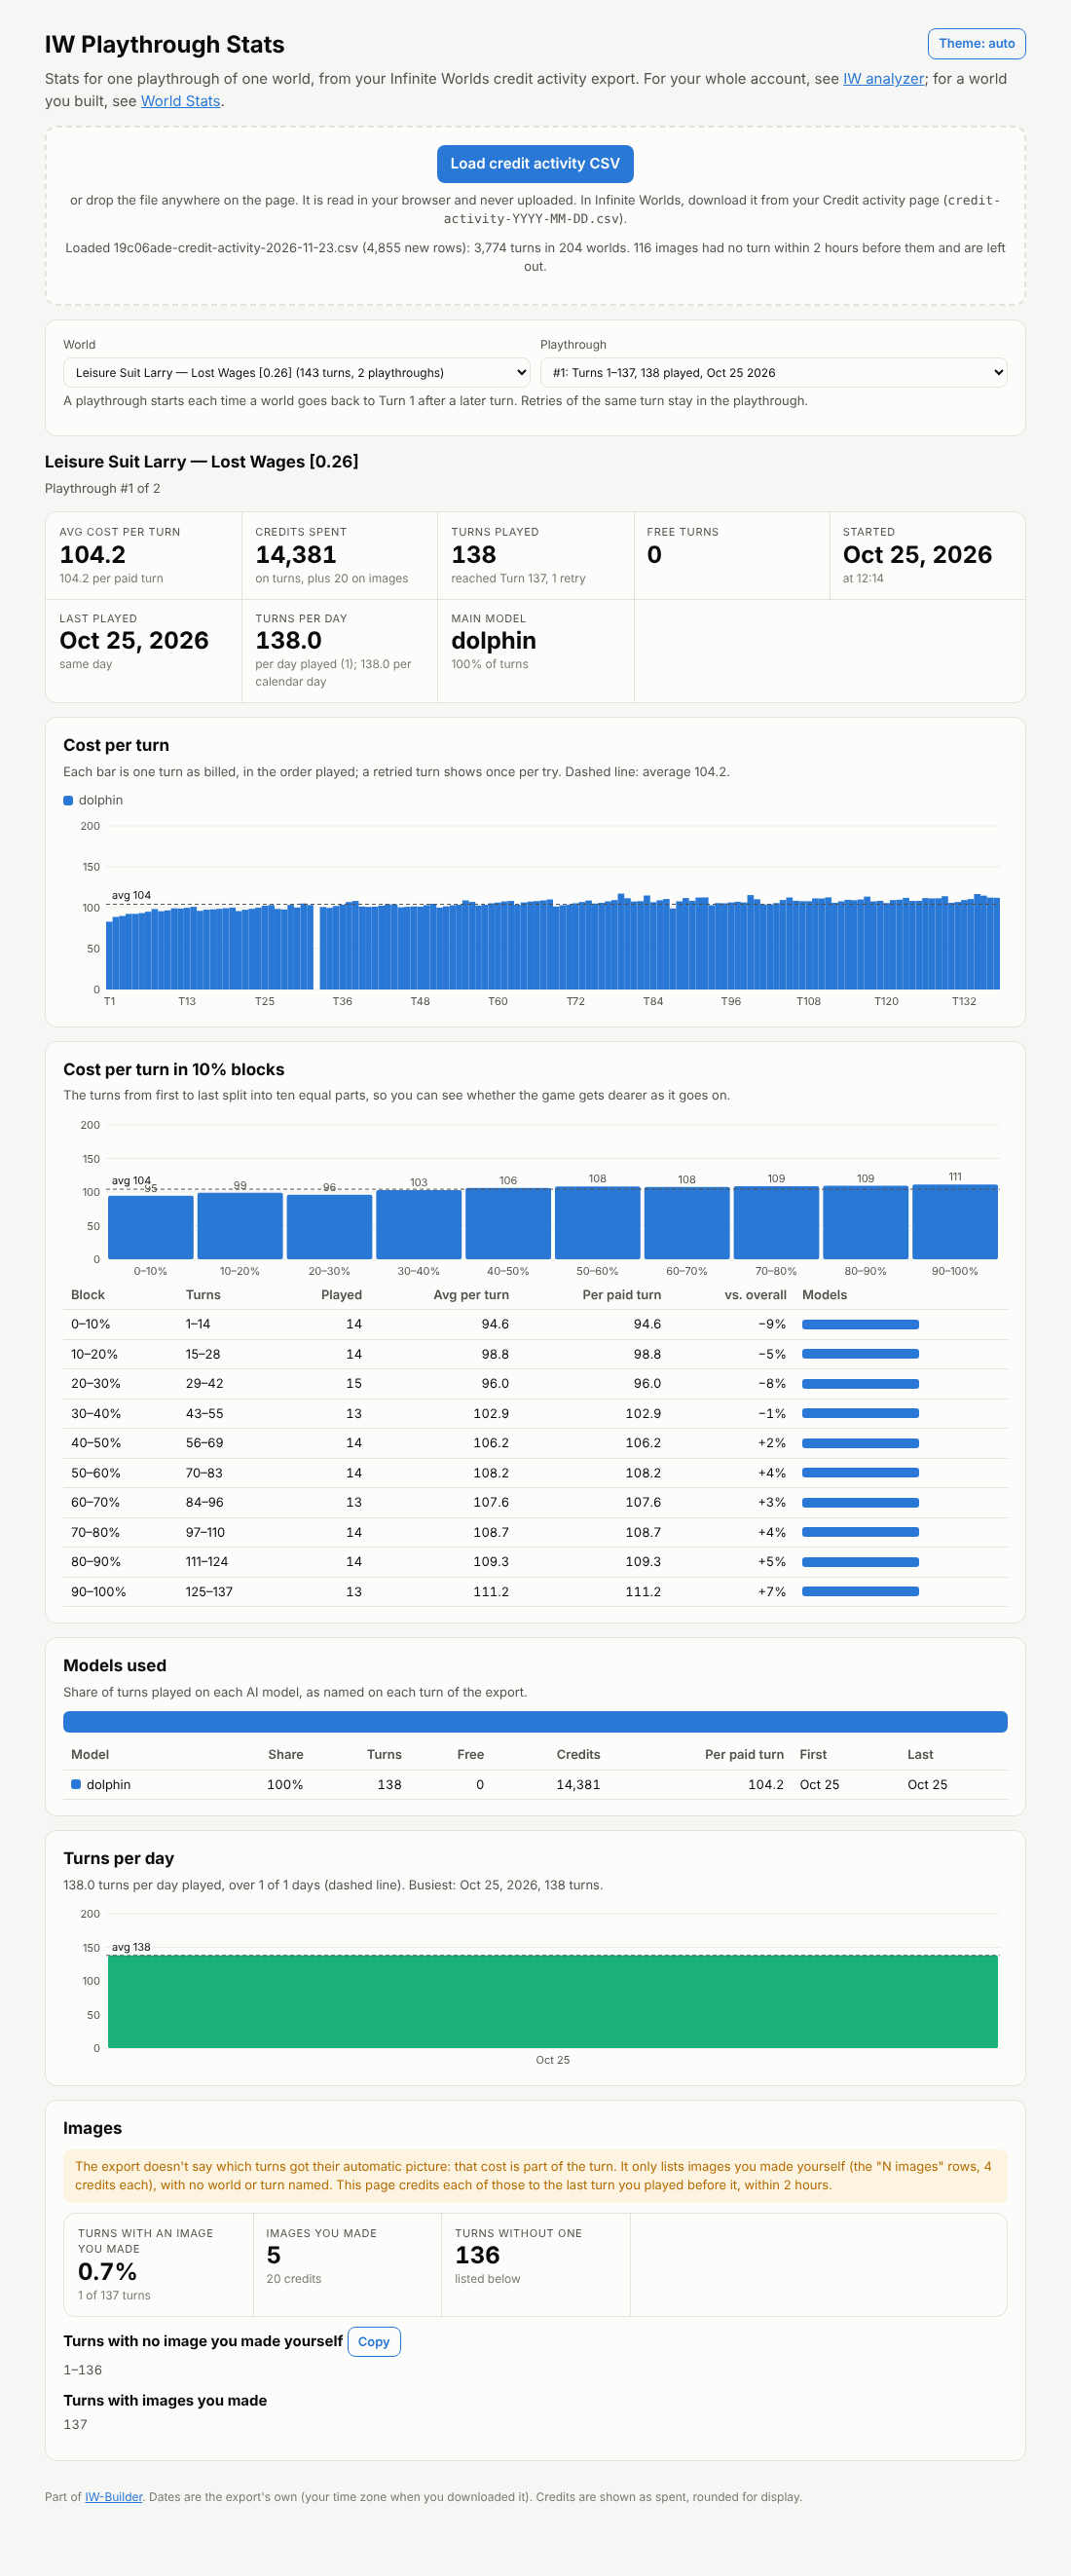 IW Playthrough Stats
Theme: auto
Stats for one playthrough of one world, from your Infinite Worlds credit activity export. For your whole account, see IW analyzer; for a world
you built, see World Stats.
Load credit activity CSV
or drop the file anywhere on the page. It is read in your browser and never uploaded. In Infinite Worlds, download it from your Credit activity page (credit-
activity-YYYY-MM-DD.csv).
Loaded 19c06ade-credit-activity-2026-11-23.csv (4,855 new rows): 3,774 turns in 204 worlds. 116 images had no turn within 2 hours before them and are left
out.
World
Playthrough
Leisure Suit Larry — Lost Wages [0.26] (143 turns, 2 playthroughs)
#1: Turns 1–137, 138 played, Oct 25 2026
A playthrough starts each time a world goes back to Turn 1 after a later turn. Retries of the same turn stay in the playthrough.
Leisure Suit Larry — Lost Wages [0.26]
Playthrough #1 of 2
AVG COST PER TURN
104.2
104.2 per paid turn
CREDITS SPENT
14,381
on turns, plus 20 on images
TURNS PLAYED
138
reached Turn 137, 1 retry
FREE TURNS
0
STARTED
Oct 25, 2026
at 12:14
LAST PLAYED
Oct 25, 2026
same day
TURNS PER DAY
138.0
per day played (1); 138.0 per
calendar day
MAIN MODEL
dolphin
100% of turns
Cost per turn
Each bar is one turn as billed, in the order played; a retried turn shows once per try. Dashed line: average 104.2.
dolphin
200
150
avg 104
100
50
0
T1 T13 T25 T36 T48 T60 T72 T84 T96 T108 T120 T132
Cost per turn in 10% blocks
The turns from first to last split into ten equal parts, so you can see whether the game gets dearer as it goes on.
200
150
avg 104
100
50
0
95 99 96 103 106 108 108 109 109 111
0–10% 10–20% 20–30% 30–40% 40–50% 50–60% 60–70% 70–80% 80–90% 90–100%
Block Turns Played Avg per turn Per paid turn vs. overall Models
0–10% 1–14 14 94.6 94.6 −9%
10–20% 15–28 14 98.8 98.8 −5%
20–30% 29–42 15 96.0 96.0 −8%
30–40% 43–55 13 102.9 102.9 −1%
40–50% 56–69 14 106.2 106.2 +2%
50–60% 70–83 14 108.2 108.2 +4%
60–70% 84–96 13 107.6 107.6 +3%
70–80% 97–110 14 108.7 108.7 +4%
80–90% 111–124 14 109.3 109.3 +5%
90–100% 125–137 13 111.2 111.2 +7%
Models used
Share of turns played on each AI model, as named on each turn of the export.
Model Share Turns Free Credits Per paid turn First Last
dolphin 100% 138 0 14,381 104.2 Oct 25 Oct 25
Turns per day
138.0 turns per day played, over 1 of 1 days (dashed line). Busiest: Oct 25, 2026, 138 turns.
200
150
avg 138
100
50
0
Oct 25
Images
The export doesn't say which turns got their automatic picture: that cost is part of the turn. It only lists images you made yourself (the "N images" rows, 4
credits each), with no world or turn named. This page credits each of those to the last turn you played before it, within 2 hours.
TURNS WITH AN IMAGE
YOU MADE
0.7%
1 of 137 turns
IMAGES YOU MADE
5
20 credits
TURNS WITHOUT ONE
136
listed below
Turns with no image you made yourself
Copy
1–136
Turns with images you made
137
Part of IW-Builder. Dates are the export's own (your time zone when you downloaded it). Credits are shown as spent, rounded for display.